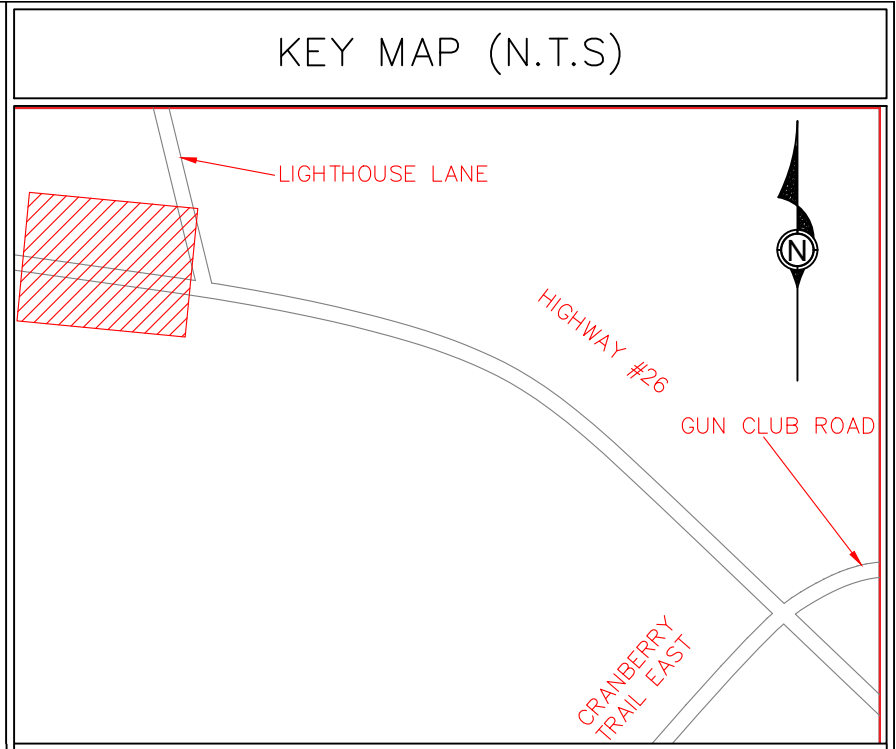 KEY MAP (N.T.S)
LIGHTHOUSE LANE
N
HIGHWAY #26
GUN CLUB ROAD
CRANBERRY
TRAIL EAST